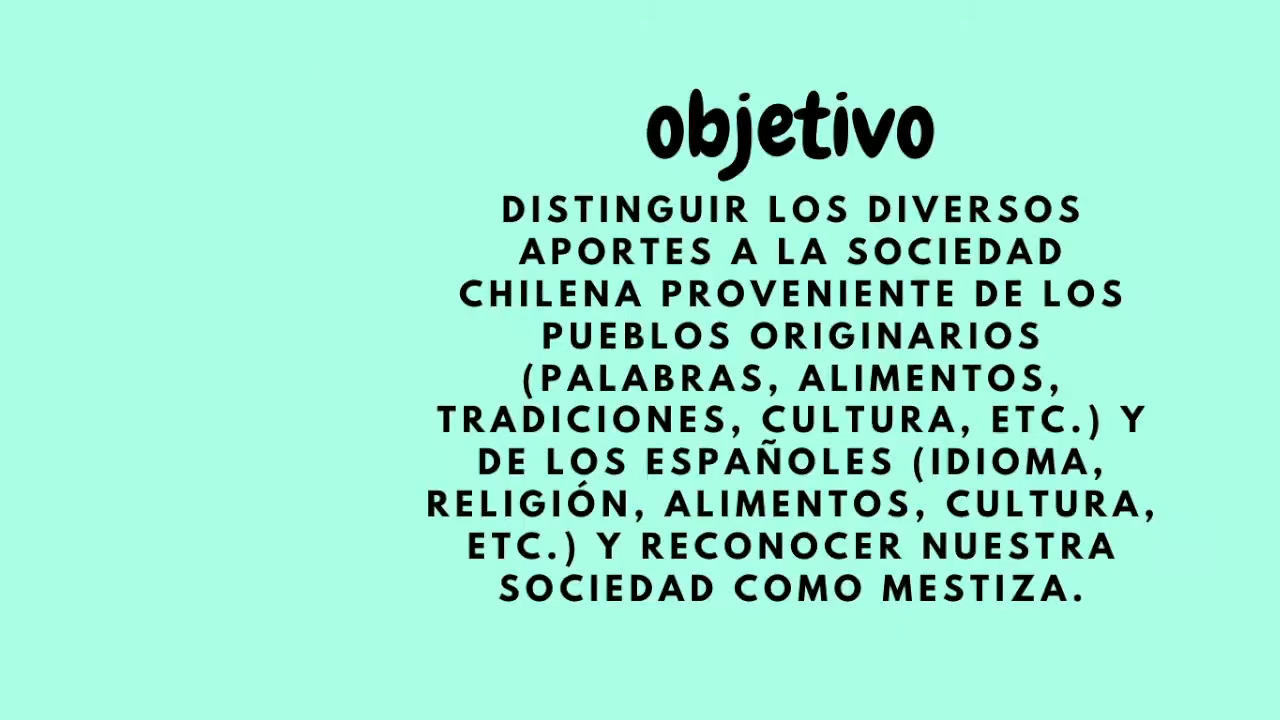 objetivo
DISTINGUIR LOS DIVERSOS
APORTES A LA SOCIEDAD
CHILENA PROVENIENTE DE LOS
PUEBLOS ORIGINARIOS
(PALABRAS, ALIMENTOS,
TRADICIONES, CULTURA, ETC.) Y
DE LOS ESPAÑOLES (IDIOMA,
RELIGIÓN, ALIMENTOS, CULTURA,
ETC.) Y RECONOCER NUESTRA
SOCIEDAD COMO MESTIZA.